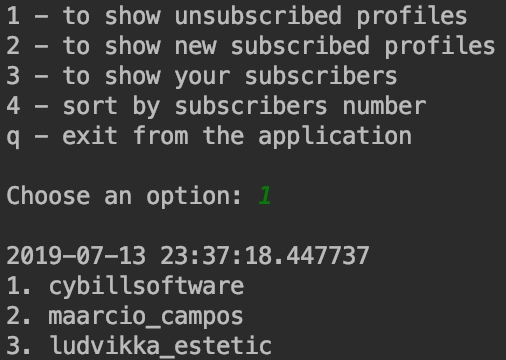 1 - to show unsubscribed profiles
2 - to show new subscribed profiles
3 - to show your subscribers
4 - sort by subscribers number
q - exit from the application
Choose an option: 1
2019-07-13 23:37:18.447737
1. cybillsoftware
2. maarcio_campos
3. ludvikka_estetic